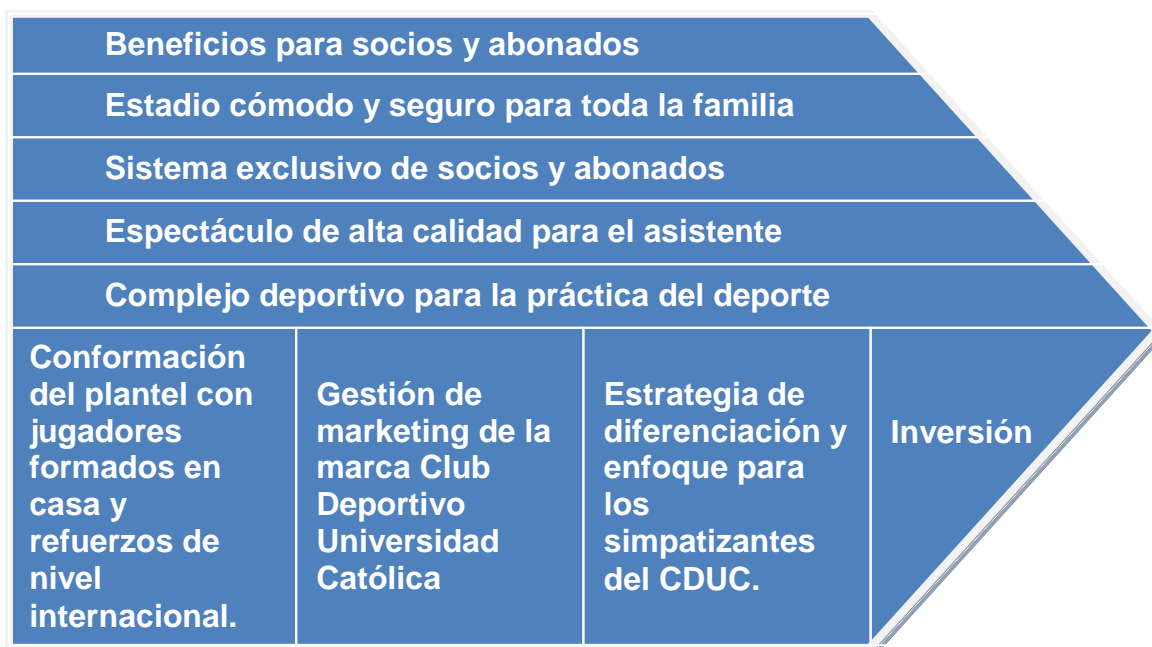 Beneficios para socios y abonados
Estadio cómodo y seguro para toda la familia
Sistema exclusivo de socios y abonados
Espectáculo de alta calidad para el asistente
Complejo deportivo para la práctica del deporte
Conformación
del plantel con
jugadores
formados en
casa y
refuerzos de
nivel
internacional.
Gestión de
marketing de la
marca Club
Deportivo
Universidad
Católica
Estrategia de
diferenciación y
enfoque para
los
simpatizantes
del CDUC.
Inversión